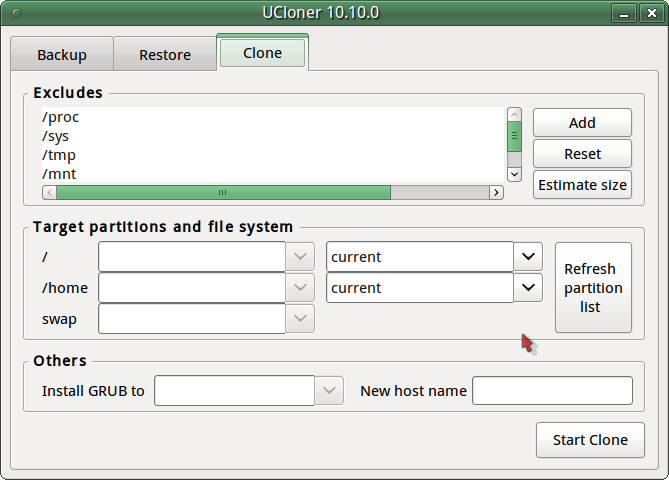 UCloner 10.10.0
Backup
Restore
Clone
Excludes
/proc
/sys
/tmp
/mnt
Add
Reset
Estimate size
Target partitions and file system
/
current
/home
current
swap
Refresh
partition
list
Others
Install GRUB to
New host name
Start Clone